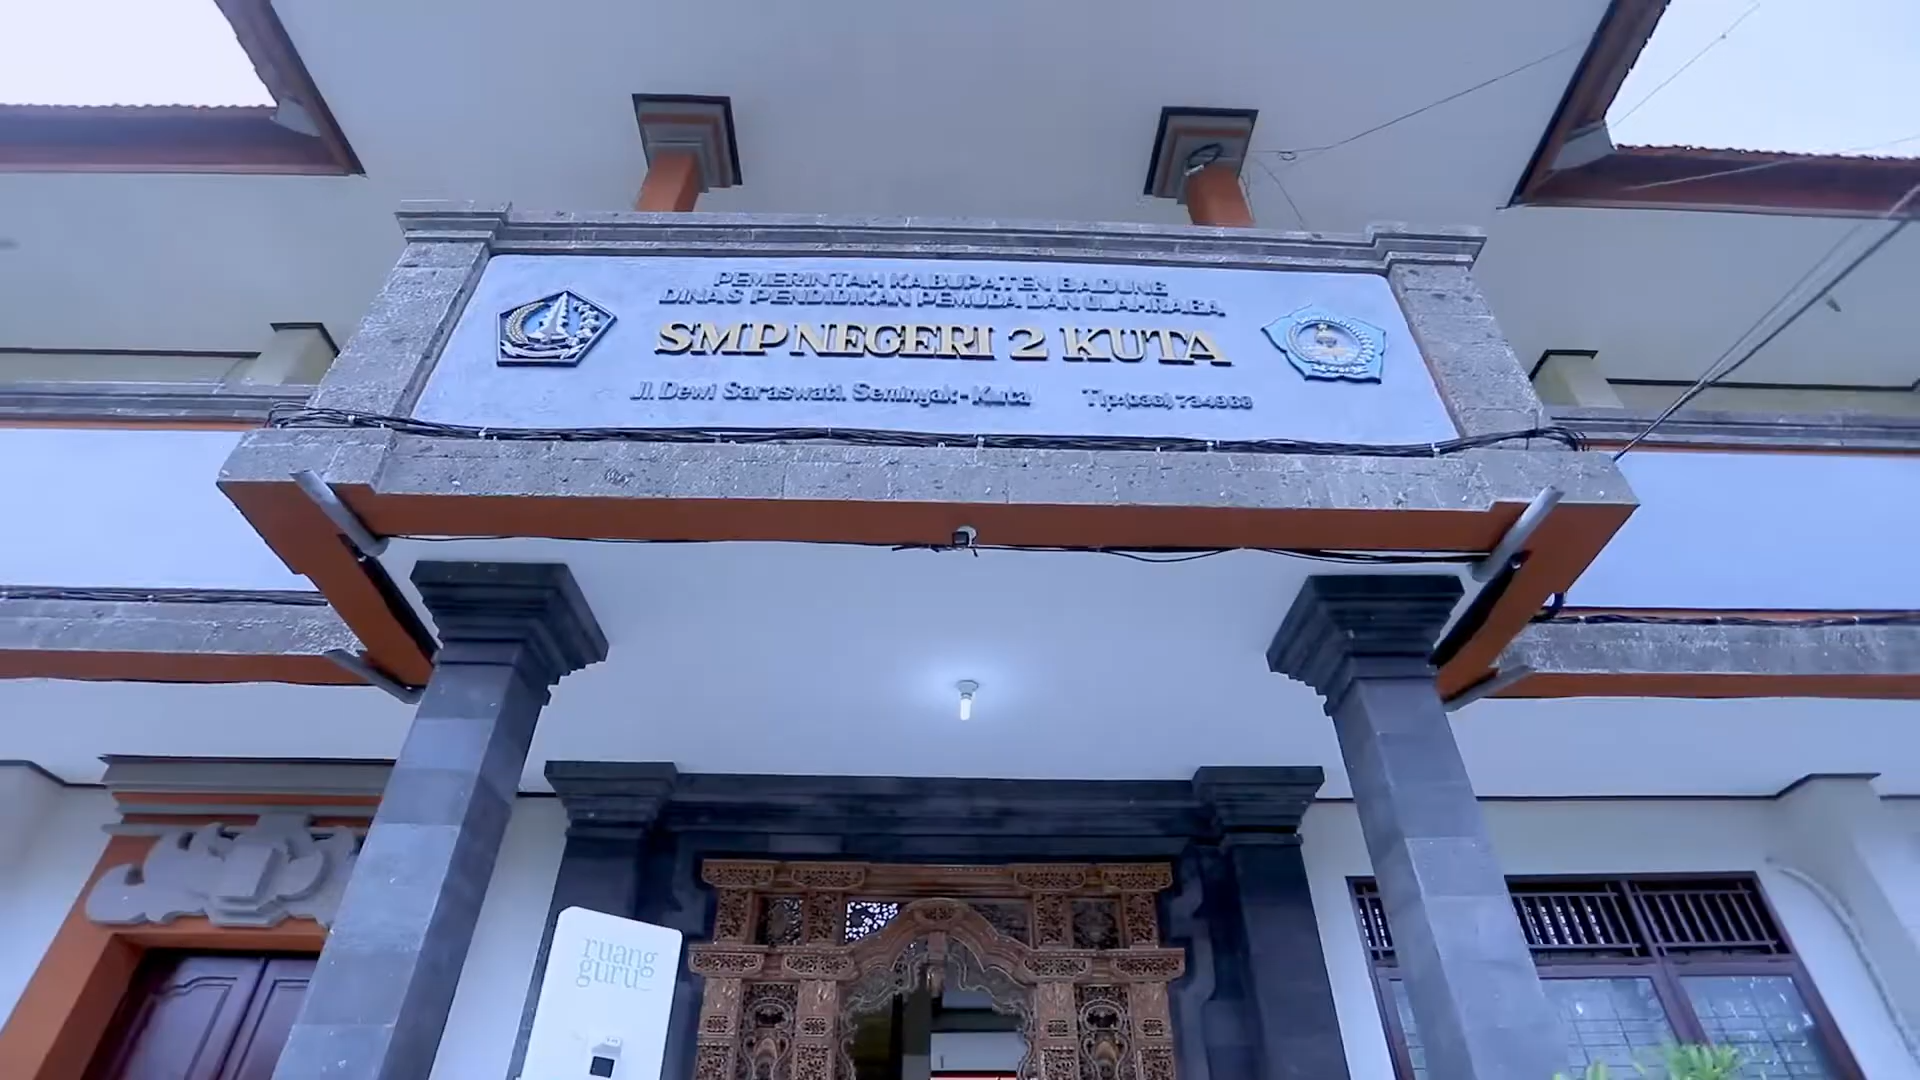 PEMERINTAH KABUPATEN BADUNG
DINAS PENDIDIKAN PEMUDA DAN OLAHRAGA
SMP NEGERI 2 KUTA
Jl. Dewi Saraswati, Seminyak - Kuta
ruang
guru